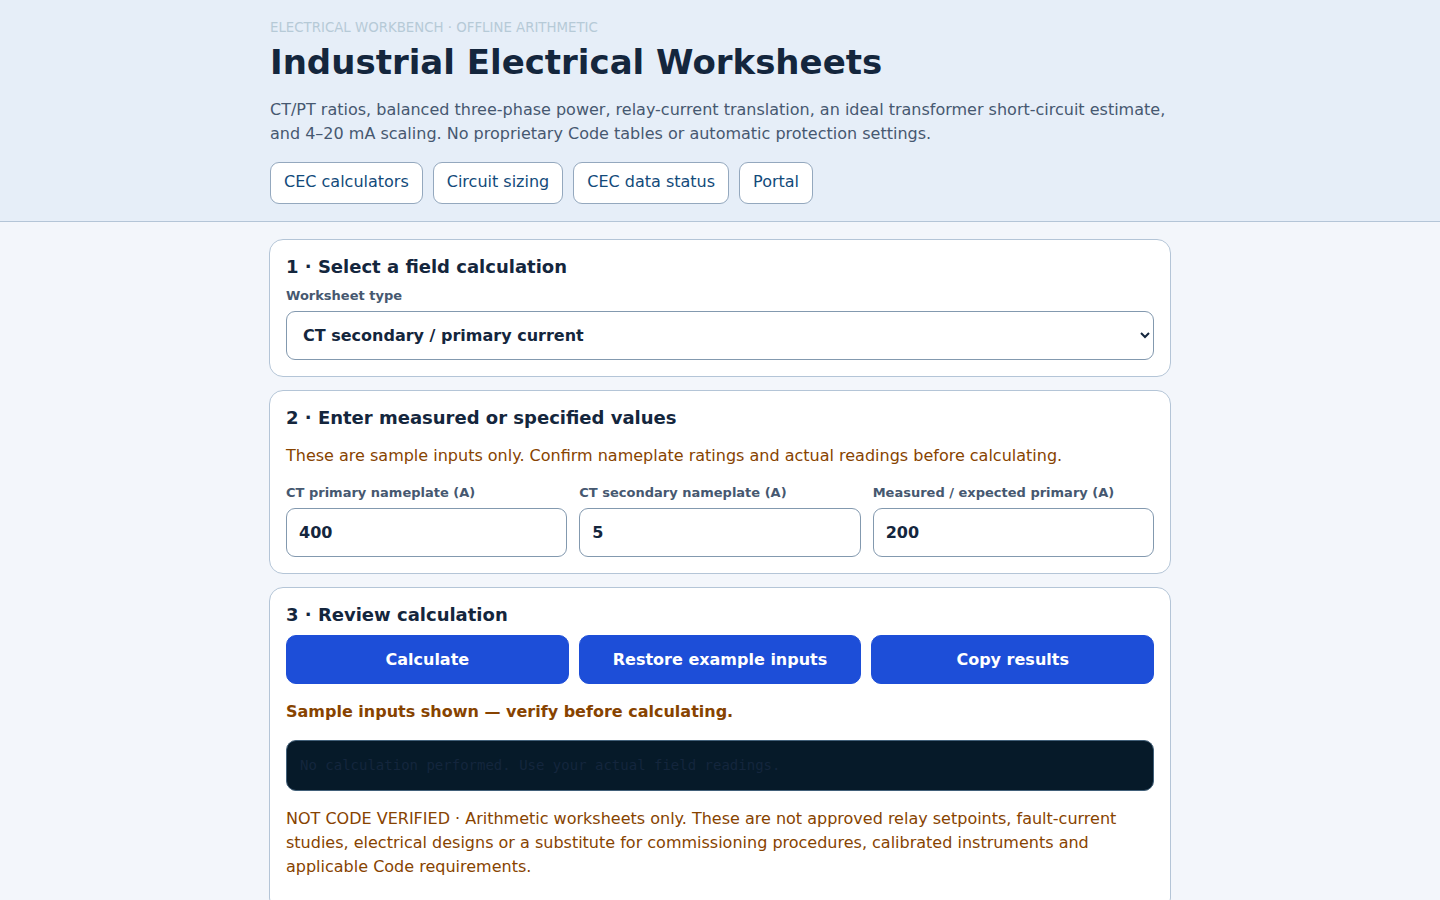 ELECTRICAL WORKBENCH · OFFLINE ARITHMETIC
Industrial Electrical Worksheets
CT/PT ratios, balanced three-phase power, relay-current translation, an ideal transformer short-circuit estimate,
and 4–20 mA scaling. No proprietary Code tables or automatic protection settings.
CEC calculators
Circuit sizing
CEC data status
Portal
1 · Select a field calculation
Worksheet type
CT secondary / primary current
2 · Enter measured or specified values
These are sample inputs only. Confirm nameplate ratings and actual readings before calculating.
CT primary nameplate (A)
CT secondary nameplate (A)
Measured / expected primary (A)
400
5
200
3 · Review calculation
Calculate
Restore example inputs
Copy results
Sample inputs shown — verify before calculating.
No calculation performed. Use your actual field readings.
NOT CODE VERIFIED · Arithmetic worksheets only. These are not approved relay setpoints, fault-current
studies, electrical designs or a substitute for commissioning procedures, calibrated instruments and
applicable Code requirements.